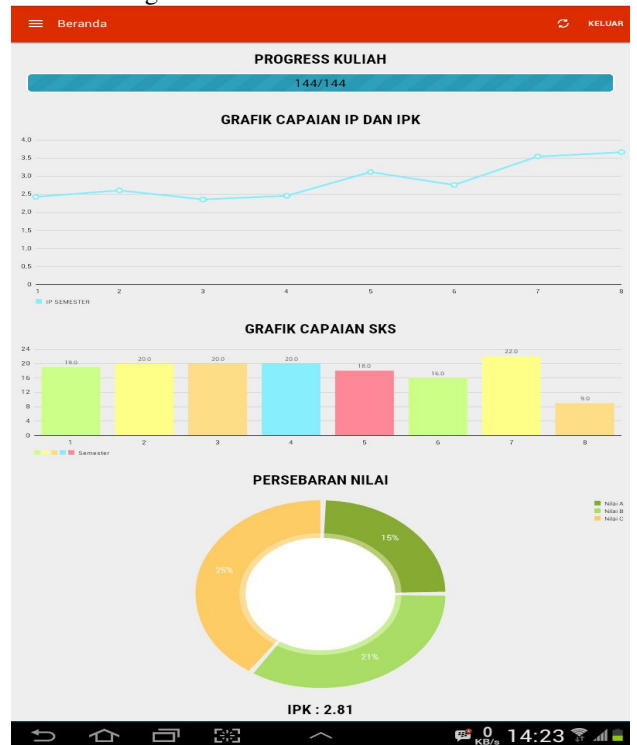 Beranda KELUAR
PROGRESS KULIAH
144/144
GRAFIK CAPAIAN IP DAN IPK
4.0
3.5
3.0
2.5
2.0
1.5
1.0
0.5
0
1 2 3 4 5 6 7 8
IP SEMESTER
GRAFIK CAPAIAN SKS
24
20
16
12
8
4
0
19.0 20.0 20.0 20.0 18.0 16.0 22.0 9.0
1 2 3 4 5 6 7 8
Semester
PERSEBARAN NILAI
Nilai A
Nilai B
Nilai C
15%
25%
21%
IPK : 2.81
0
KB/s
14:23